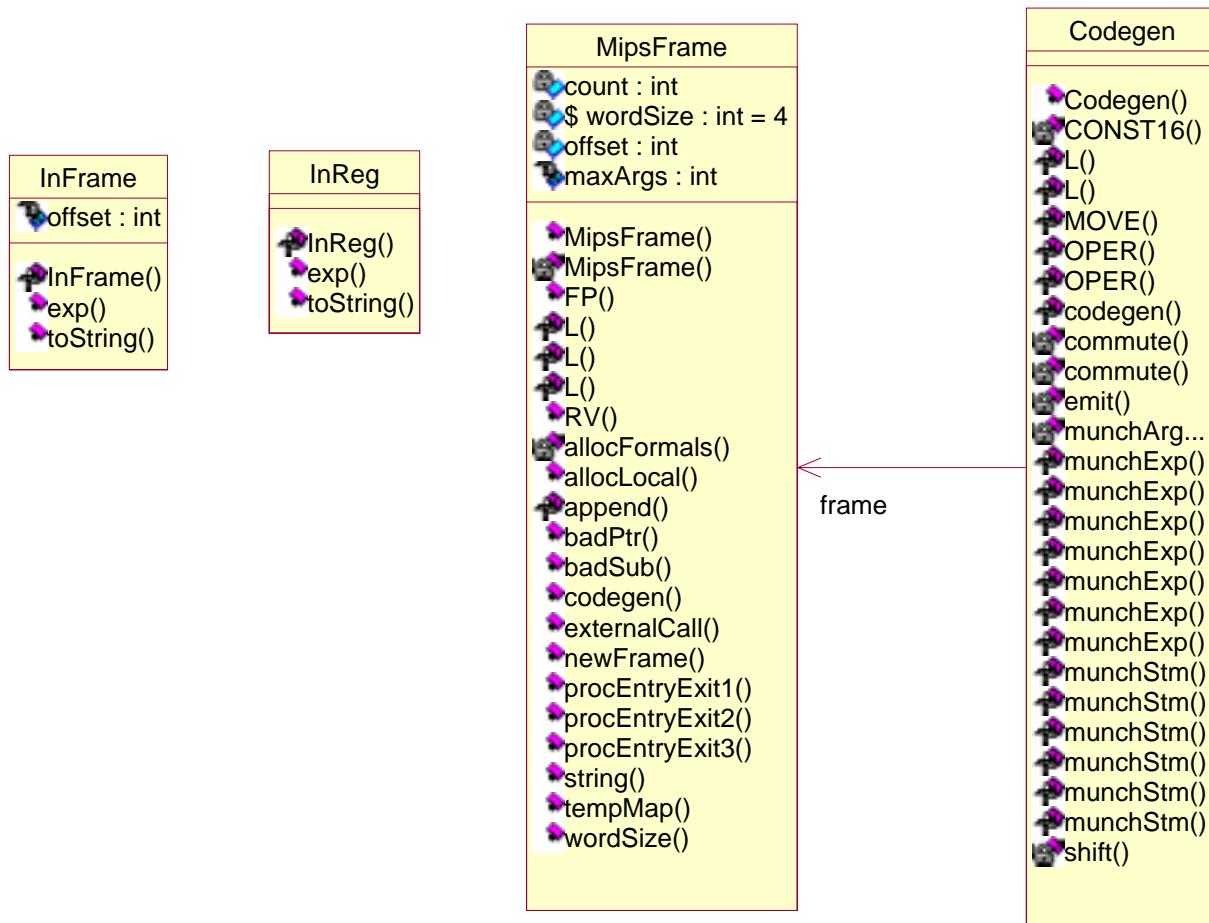 InFrame
offset : int
InFrame()
exp()
toString()
InReg
InReg()
exp()
toString()
MipsFrame
count : int
$ wordSize : int = 4
offset : int
maxArgs : int
MipsFrame()
MipsFrame()
FP()
L()
L()
L()
RV()
allocFormals()
allocLocal()
append()
badPtr()
badSub()
codegen()
externalCall()
newFrame()
procEntryExit1()
procEntryExit2()
procEntryExit3()
string()
tempMap()
wordSize()
frame
Codegen
Codegen()
CONST16()
L()
L()
MOVE()
OPER()
OPER()
codegen()
commute()
commute()
emit()
munchArg...
munchExp()
munchExp()
munchExp()
munchExp()
munchExp()
munchExp()
munchExp()
munchStm()
munchStm()
munchStm()
munchStm()
munchStm()
munchStm()
shift()